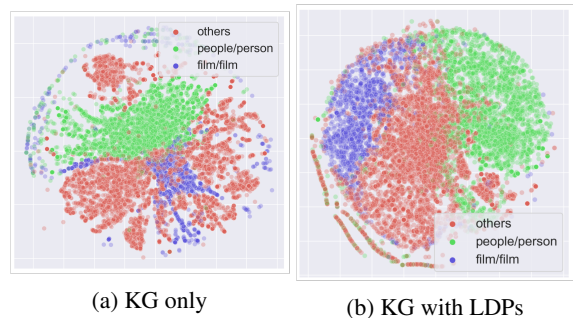 others
people/person
film/film
others
people/person
film/film
(a) KG only
(b) KG with LDPs